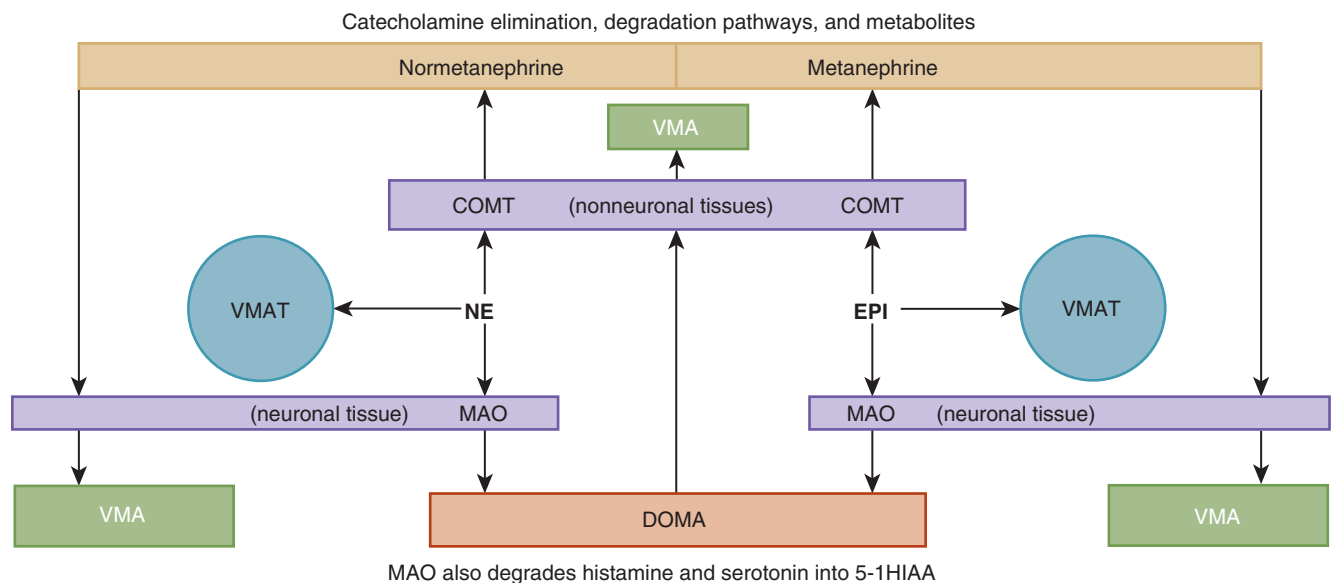 Catecholamine elimination, degradation pathways, and metabolites
Normetanephrine Metanephrine
VMA
COMT (nonneuronal tissues) COMT
VMAT NE EPI VMAT
(neuronal tissue) MAO MAO (neuronal tissue)
VMA DOMA VMA
MAO also degrades histamine and serotonin into 5-1HIAA